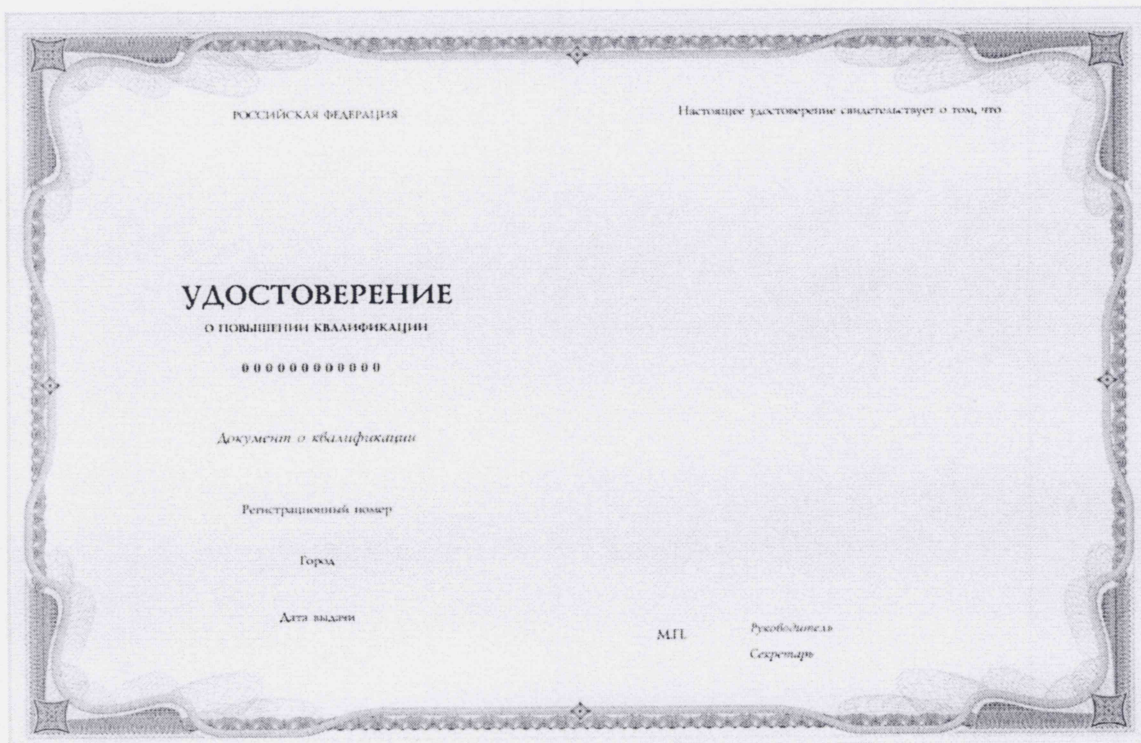 РОССИЙСКАЯ ФЕДЕРАЦИЯ
УДОСТОВЕРЕНИЕ
О ПОВЫШЕНИИ КВАЛИФИКАЦИИ
000000000000
Документ о квалификации
Регистрационный номер
Город
Дата выдачи
Настоящее удостоверение свидетельствует о том, что
М.П.
Руководитель
Секретарь